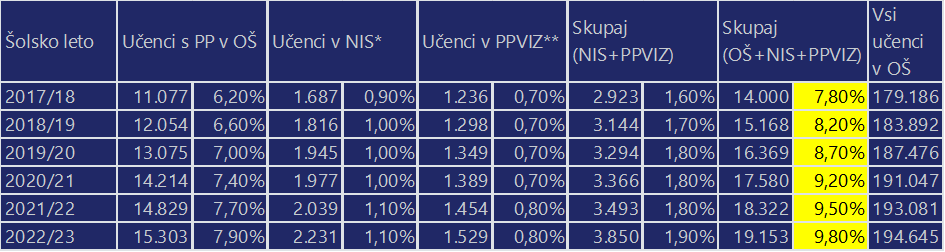 Šolsko leto Učenci s PP v OŠ Učenci v NIS* Učenci v PPVIZ** Skupaj (NIS+PPVIZ) Skupaj (OŠ+NIS+PPVIZ) Vsi učenci v OŠ
2017/18 11.077 6,20% 1.687 0,90% 1.236 0,70% 2.923 1,60% 14.000 7,80% 179.186
2018/19 12.054 6,60% 1.816 1,00% 1.298 0,70% 3.144 1,70% 15.168 8,20% 183.892
2019/20 13.075 7,00% 1.945 1,00% 1.349 0,70% 3.294 1,80% 16.369 8,70% 187.476
2020/21 14.214 7,40% 1.977 1,00% 1.389 0,70% 3.366 1,80% 17.580 9,20% 191.047
2021/22 14.829 7,70% 2.039 1,10% 1.454 0,80% 3.493 1,80% 18.322 9,50% 193.081
2022/23 15.303 7,90% 2.231 1,10% 1.529 0,80% 3.850 1,90% 19.153 9,80% 194.645